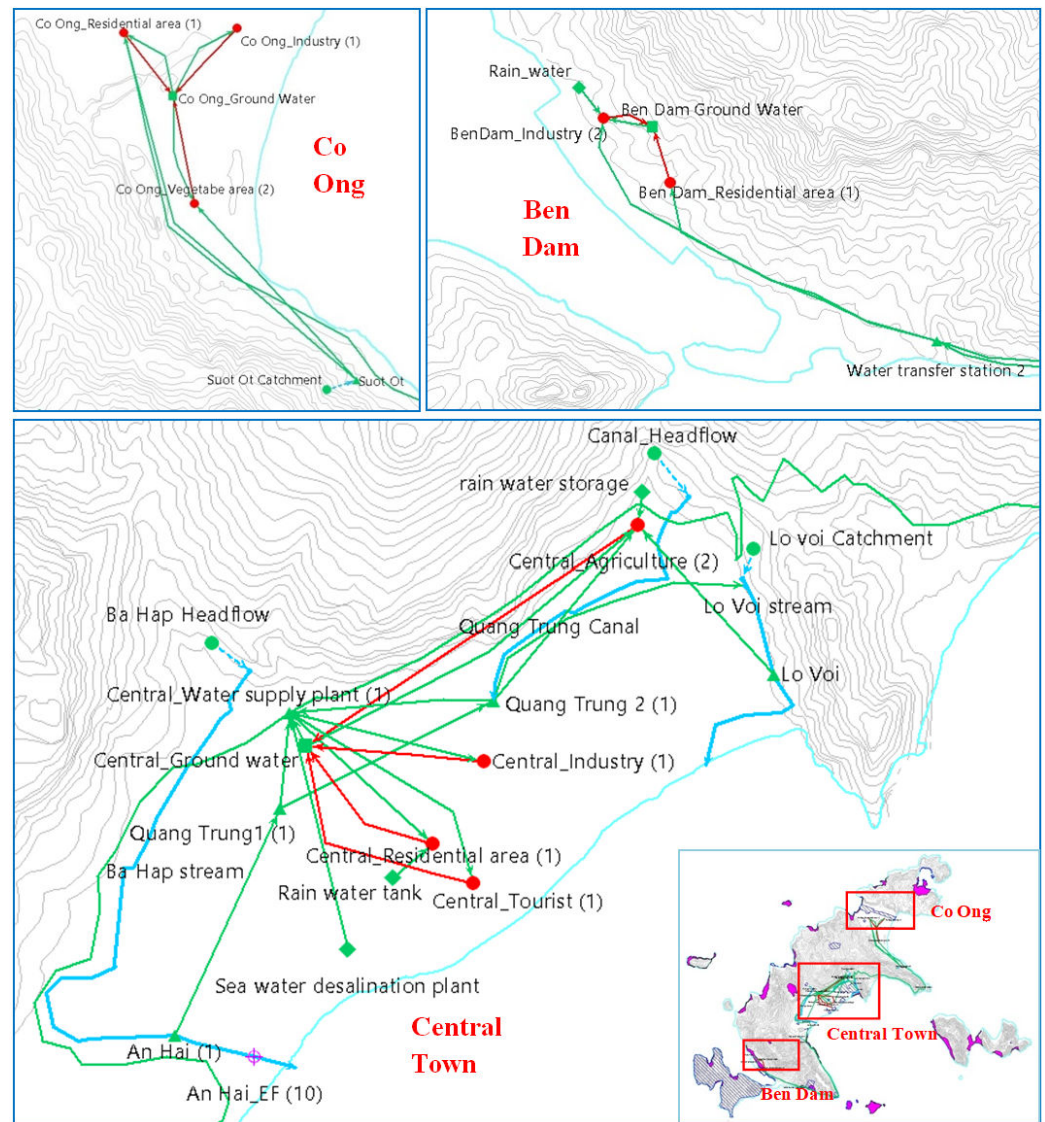 Co Ong_Residential area (1)
Co Ong_Industry (1)
Co Ong_Ground Water
Co
Ong
Co Ong_Vegetabe area (2)
Suot Ot Catchment
Suot Ot
Rain_water
Ben Dam Ground Water
BenDam_Industry (2)
Ben Dam_Residential area (1)
Ben
Dam
Water transfer station 2
Canal_Headflow
rain water storage
Lo voi Catchment
Central_Agriculture (2)
Ba Hap Headflow
Lo Voi stream
Quang Trung Canal
Central_Water supply plant (1)
Lo Voi
Quang Trung 2 (1)
Central_Ground water
Central_Industry (1)
Quang Trung1 (1)
Central_Residential area (1)
Ba Hap stream
Rain water tank
Central_Tourist (1)
Sea water desalination plant
Central
Town
An Hai (1)
An Hai_EF (10)
Co Ong
Central Town
Ben Dam